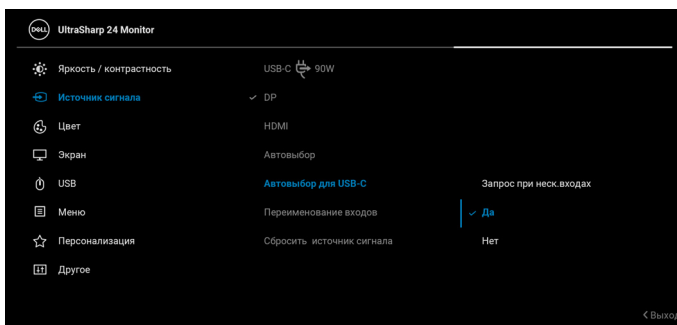 DELL UltraSharp 24 Monitor
Яркость / контрастность USB-C 90W
Источник сигнала DP
Цвет HDMI
Экран Автовыбор
USB Автовыбор для USB-C Запрос при неск.входах
Меню Переименование входов Да
Персонализация Сбросить источник сигнала Нет
Другое
Выход